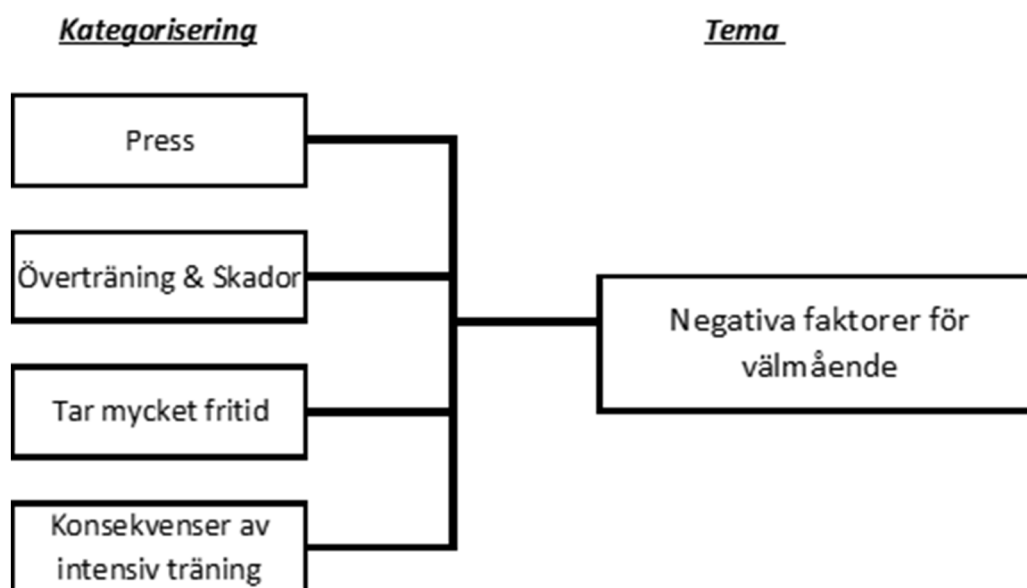 Kategorisering
Tema
Press
Överträning & Skador
Tar mycket fritid
Konsekvenser av
intensiv träning
Negativa faktorer för
välmående